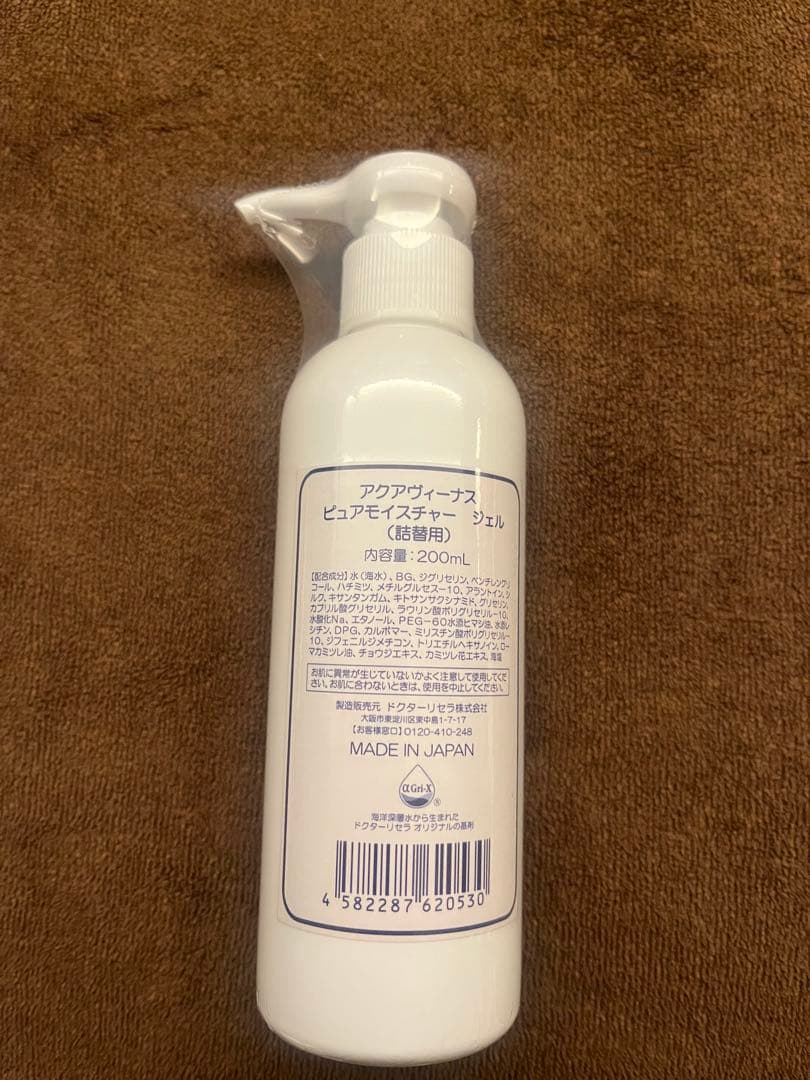 アクアヴィーナス
ピュアモイスチャー ジェル
(詰替用)
内容量:200mL
【配合成分】水(海水)、BG、ジグリセリン、ペンチレングリ
コール、ハチミツ、メチルグルセス-10、アラントイン、シ
ルク、キサンタンガム、キトサンサクシナミド、グリセリン、
カプリル酸グリセリル、ラウリン酸ポリグリセリル-10、
水酸化Na、エタノール、PEG-60水添ヒマシ油、水添レ
シチン、DPG、カルボマー、ミリスチン酸ポリグリセリル-
10、ジフェニルジメチコン、トリエチルヘキサノイン、ロー
マカミツレ油、チョウジエキス、カミツレ花エキス、海塩
お肌に異常が生じていないかよく注意して使用してくだ
さい。お肌に合わないときは、使用を中止してください。
製造販売元 ドクターリセラ株式会社
大阪市東淀川区東中島1-7-17
【お客様窓口】0120-410-248
MADE IN JAPAN
αGri-X
®
海洋深層水から生まれた
ドクターリセラ オリジナルの基剤
4 582287 620530